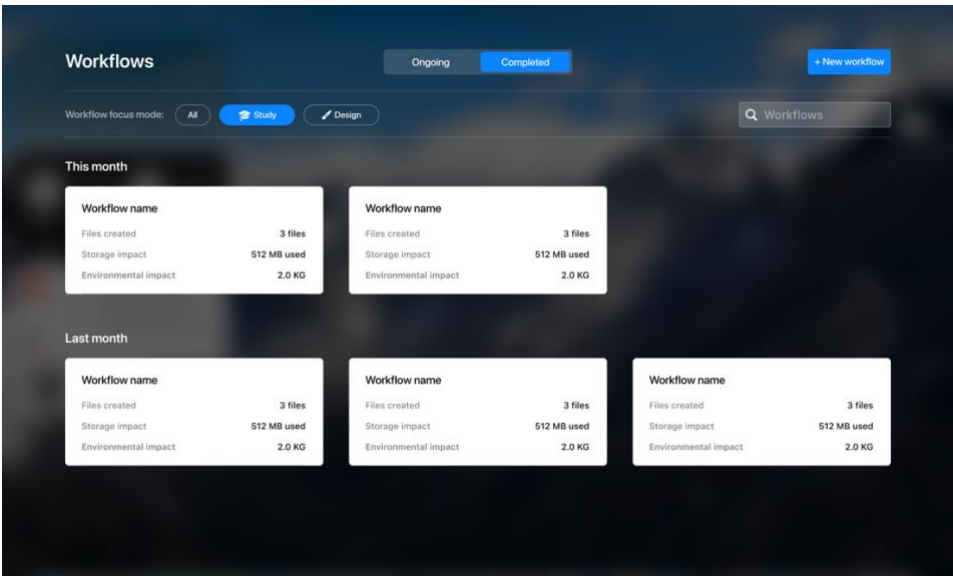 Workflows
Ongoing
Completed
+ New workflow
Workflow focus mode:
All
Study
Design
Workflows
This month
Workflow name
Files created 3 files
Storage impact 512 MB used
Environmental impact 2.0 KG
Workflow name
Files created 3 files
Storage impact 512 MB used
Environmental impact 2.0 KG
Last month
Workflow name
Files created 3 files
Storage impact 512 MB used
Environmental impact 2.0 KG
Workflow name
Files created 3 files
Storage impact 512 MB used
Environmental impact 2.0 KG
Workflow name
Files created 3 files
Storage impact 512 MB used
Environmental impact 2.0 KG